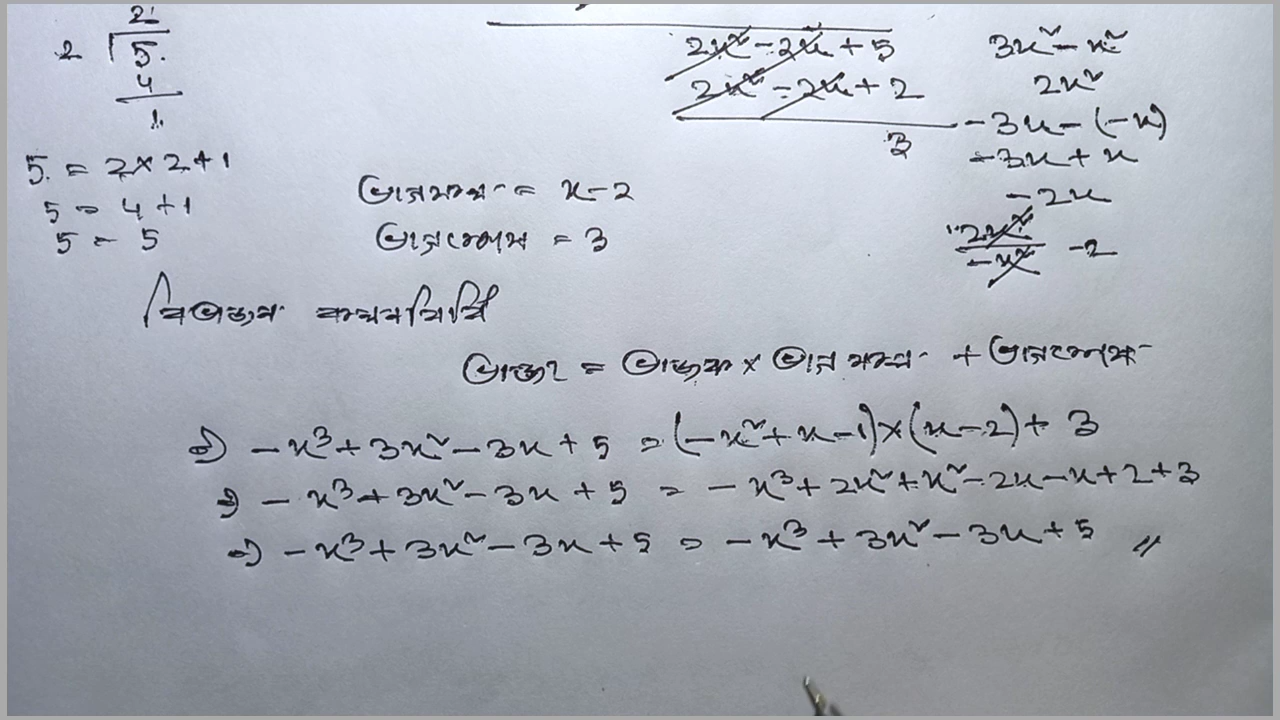 2
2 5
4
1
5 = 2 × 2 + 1
5 = 4 + 1
5 = 5
2x² - 2x + 5
2x² - 2x + 2
3
3x² - x²
2x²
-3x - (-x)
-3x + x
-2x
2x²
-x²
-2
ভাগফল = x - 2
ভাগশেষ = 3
বিভাজন কলনবিধি
= ভাজক × ভাগফল + ভাগশেষ
⇒ -x³ + 3x² - 3x + 5 = (-x² + x - 1) × (x - 2) + 3
⇒ -x³ + 3x² - 3x + 5 = -x³ + 2x² + x² - 2x - x + 2 + 3
⇒ -x³ + 3x² - 3x + 5 = -x³ + 3x² - 3x + 5 //